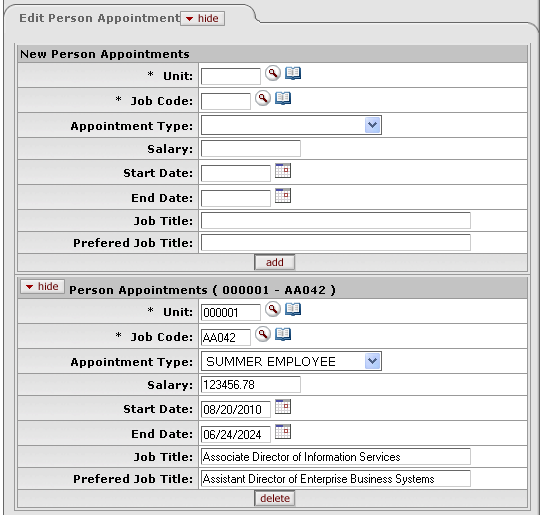 Edit Person Appointment hide
New Person Appointments
* Unit:
* Job Code:
Appointment Type:
Salary:
Start Date:
End Date:
Job Title:
Prefered Job Title:
add
hide Person Appointments ( 000001 - AA042 )
* Unit: 000001
* Job Code: AA042
Appointment Type: SUMMER EMPLOYEE
Salary: 123456.78
Start Date: 08/20/2010
End Date: 06/24/2024
Job Title: Associate Director of Information Services
Prefered Job Title: Assistant Director of Enterprise Business Systems
delete